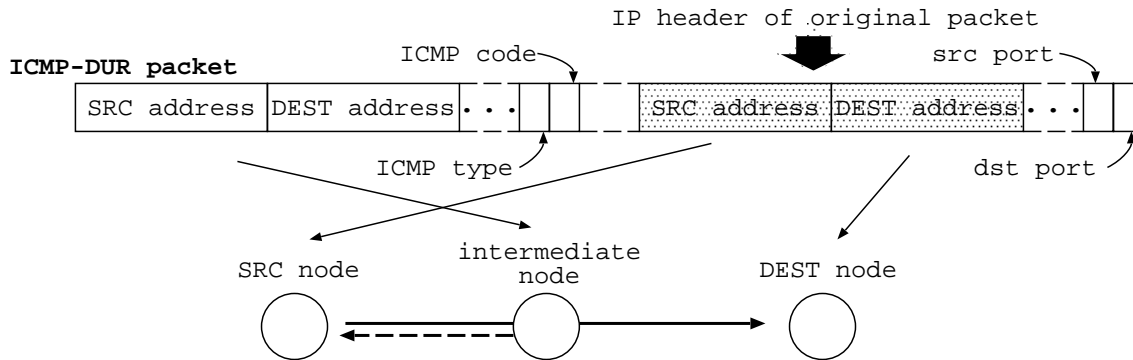 IP header of original packet
ICMP code
src port
ICMP-DUR packet
SRC address DEST address ... SRC address DEST address ...
ICMP type
dst port
intermediate
node
SRC node
DEST node